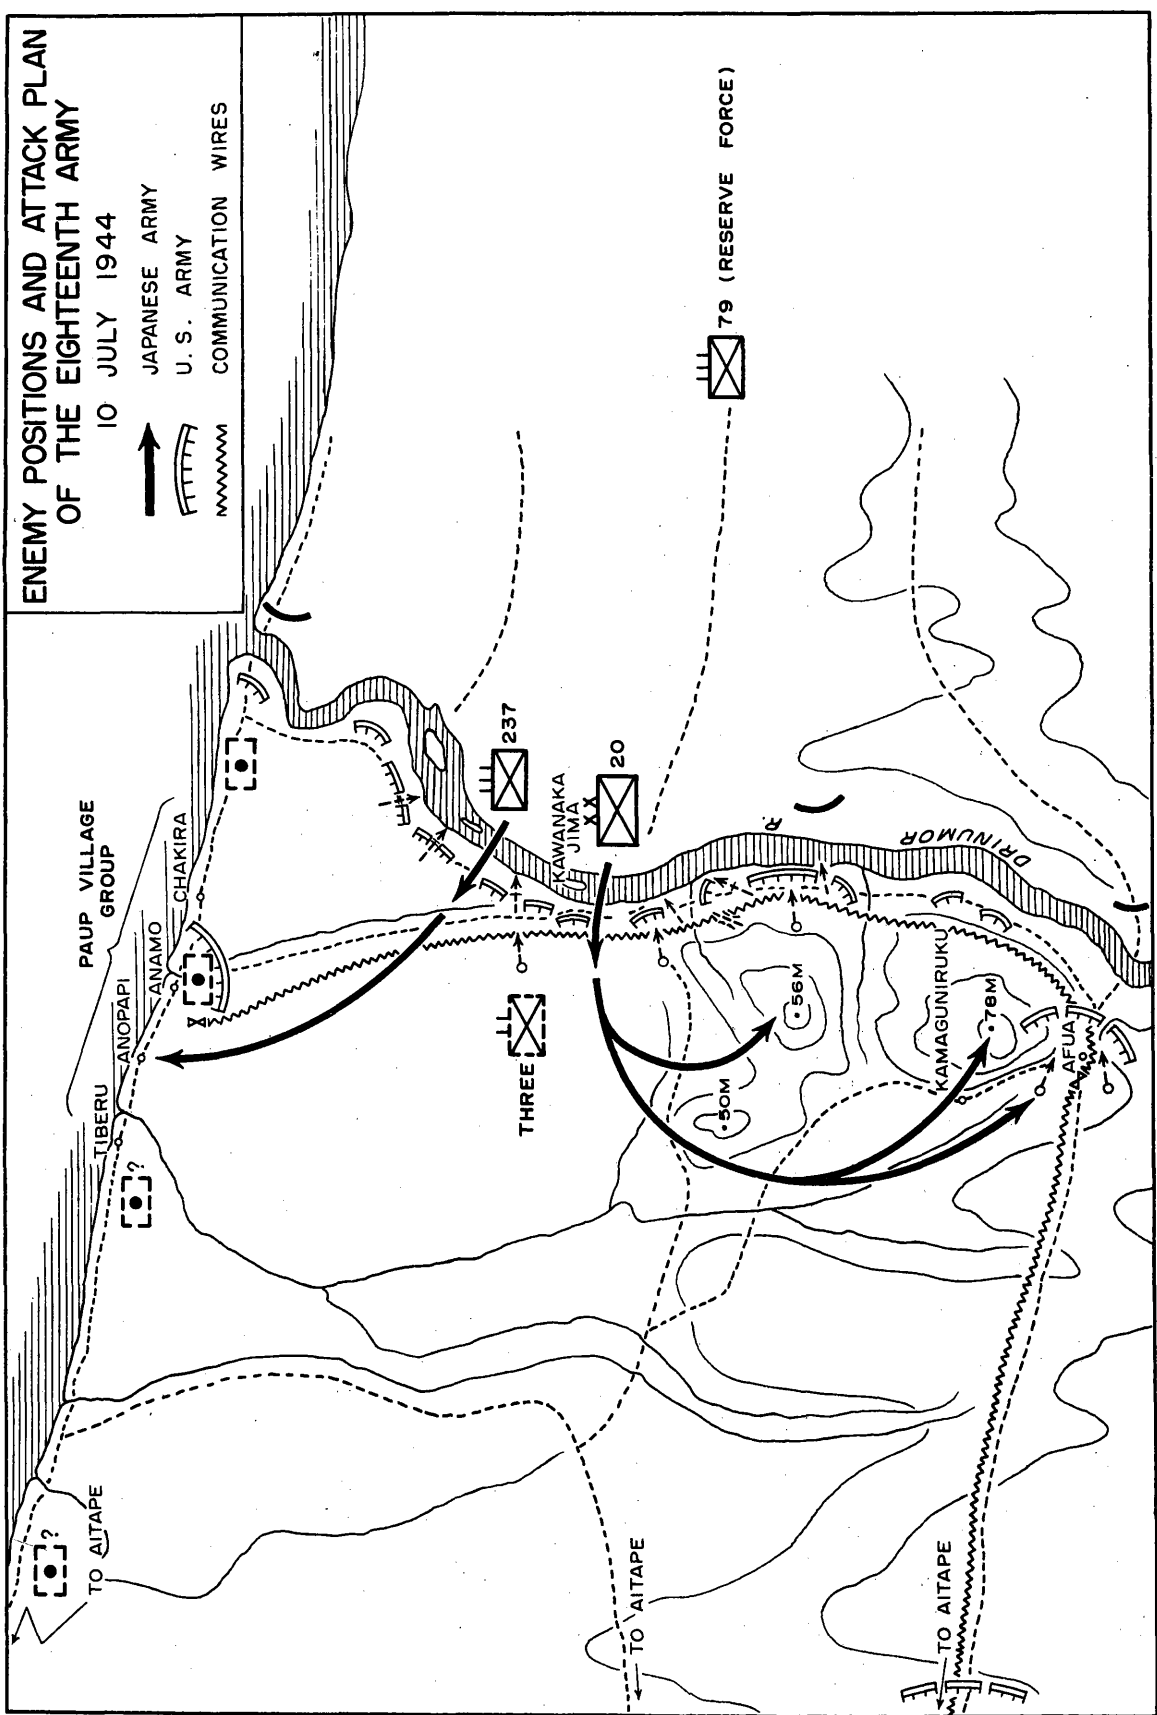 ENEMY POSITIONS AND ATTACK PLAN
OF THE EIGHTEENTH ARMY
10 JULY 1944
JAPANESE ARMY
U. S. ARMY
COMMUNICATION WIRES
PAUP VILLAGE
GROUP
TIBERU
ANOPAPI
ANAMO
CHAKIRA
?
?
TO AITAPE
237
THREE
KAWANAKA
JIMA
20
79 (RESERVE FORCE)
50M
56M
DRINUMOR
R.
KAMAGUNIRUKU
78M
AFUA
TO AITAPE
TO AITAPE